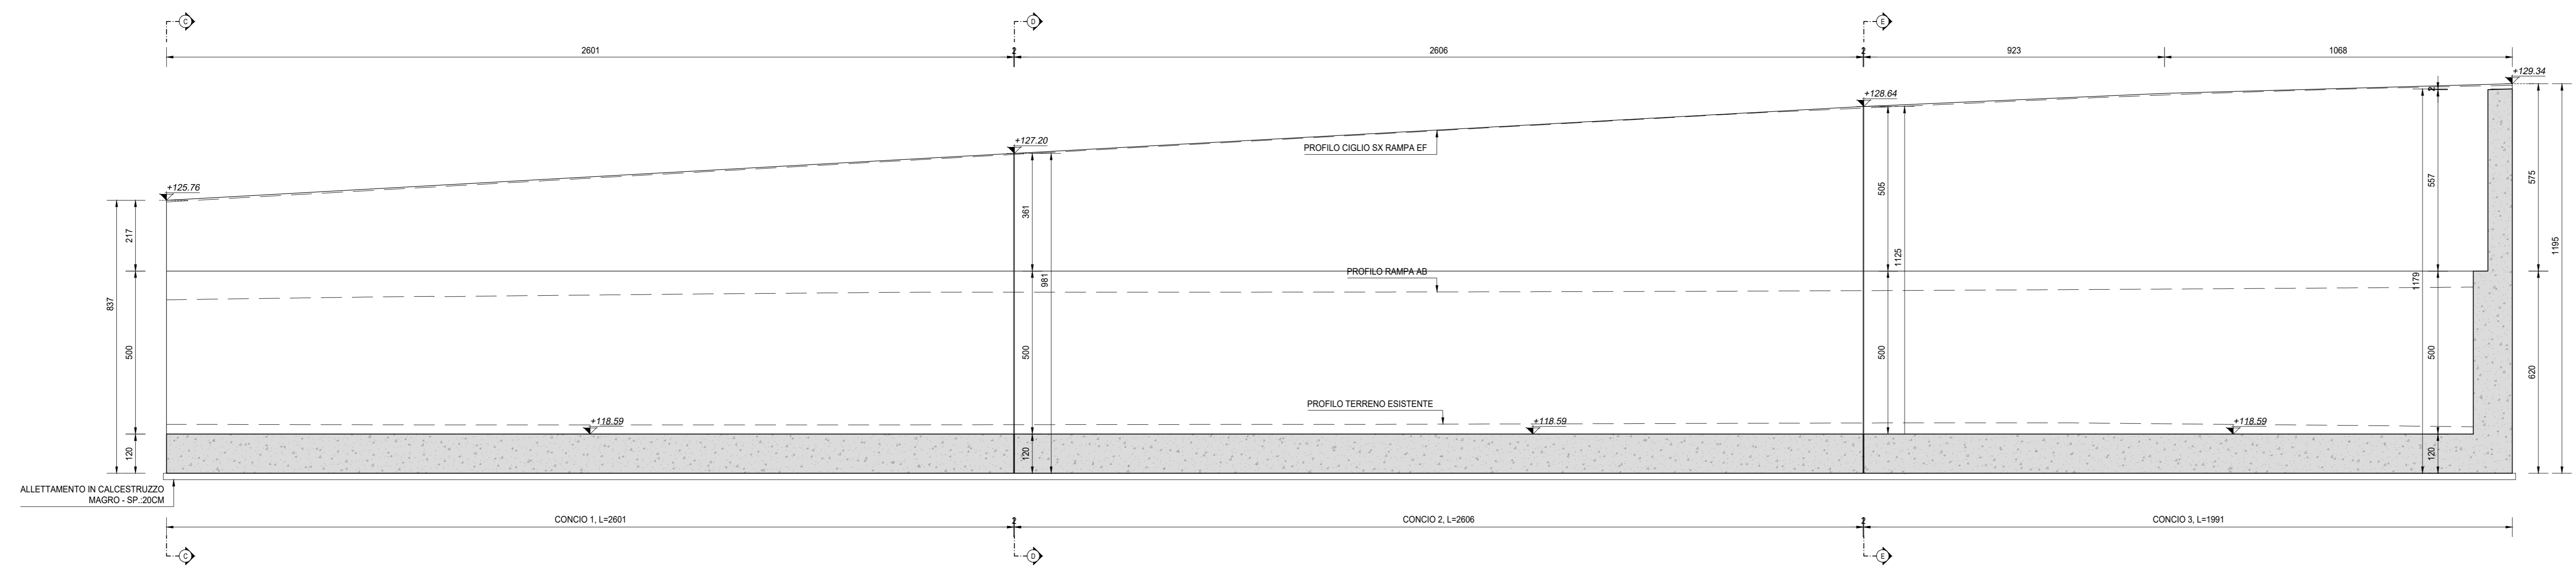 C
D
E
2601
2
2606
2
923
1068
+129.34
+128.64
+127.20
+125.76
PROFILO CIGLIO SX RAMPA EF
2
217
361
505
557
575
1195
1125
1179
981
837
PROFILO RAMPA AB
500
500
500
500
620
PROFILO TERRENO ESISTENTE
+118.59
+118.59
+118.59
120
120
120
ALLETTAMENTO IN CALCESTRUZZO
MAGRO - SP.:20CM
CONCIO 1, L=2601
2
CONCIO 2, L=2606
2
CONCIO 3, L=1991
C
D
E